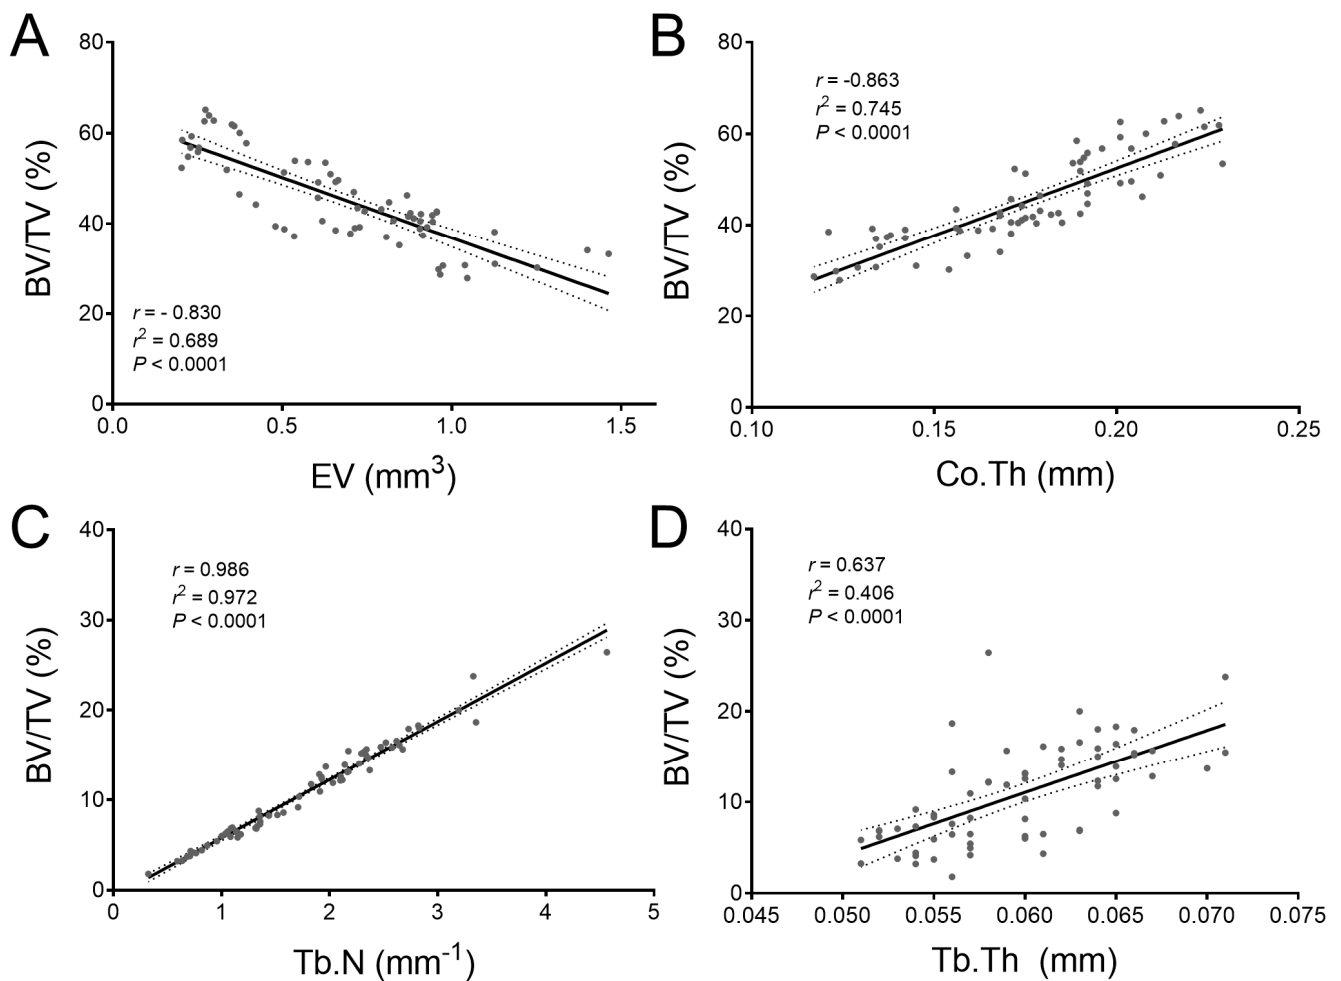 A
80
60
40
20
0
BV/TV (%)
r = - 0.830
r² = 0.689
P < 0.0001
0.0 0.5 1.0 1.5
EV (mm³)
B
80
60
40
20
0
BV/TV (%)
r = -0.863
r² = 0.745
P < 0.0001
0.10 0.15 0.20 0.25
Co.Th (mm)
C
40
30
20
10
0
BV/TV (%)
r = 0.986
r² = 0.972
P < 0.0001
0 1 2 3 4 5
Tb.N (mm⁻¹)
D
40
30
20
10
0
BV/TV (%)
r = 0.637
r² = 0.406
P < 0.0001
0.045 0.050 0.055 0.060 0.065 0.070 0.075
Tb.Th (mm)